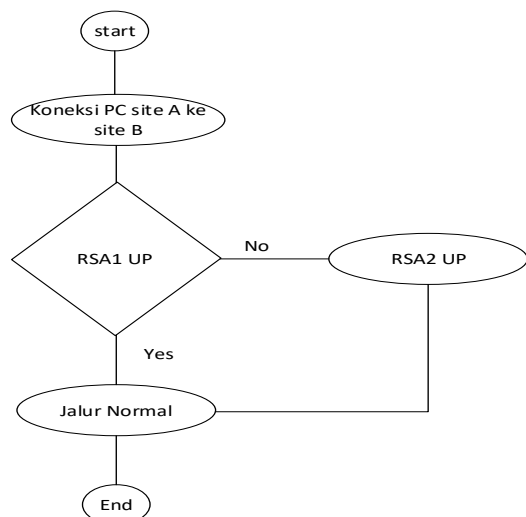 start
Koneksi PC site A ke
site B
RSA1 UP
No
RSA2 UP
Yes
Jalur Normal
End